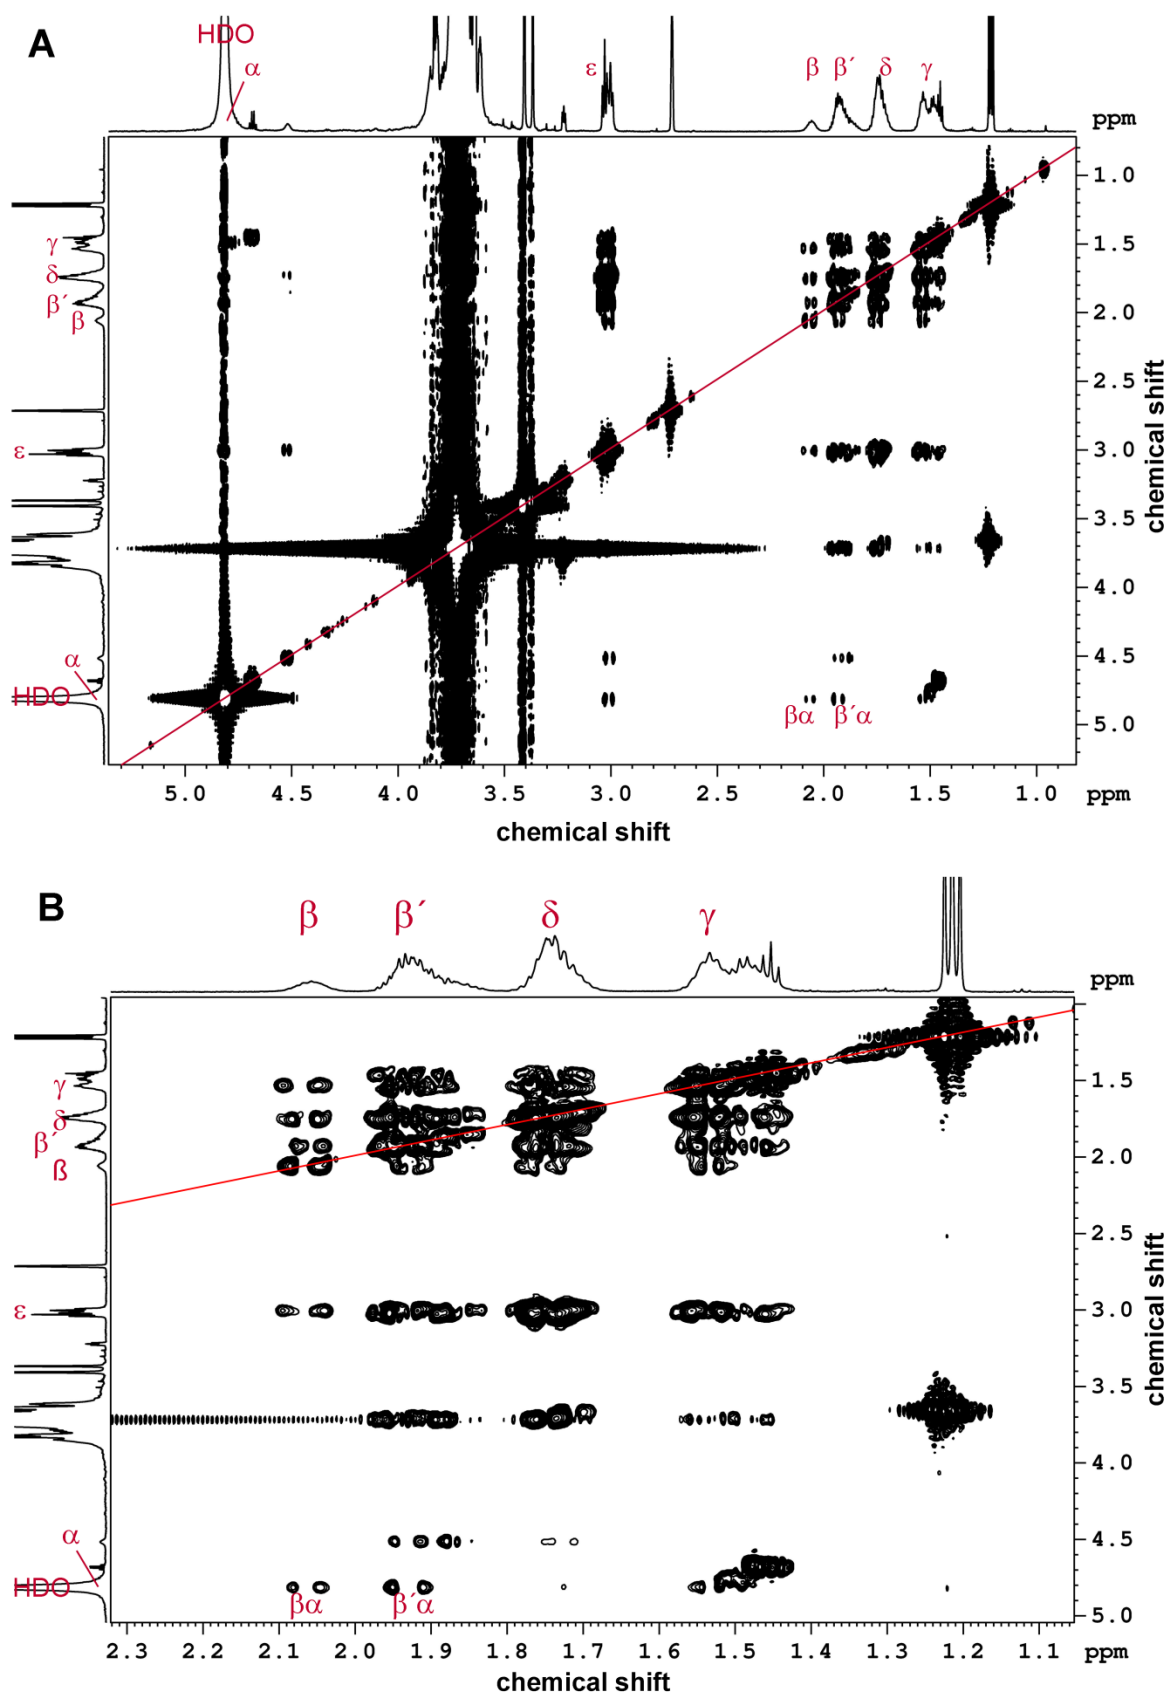 A
HDO
α
ε
β β´ δ γ
ppm
1.0
γ
1.5
δ
β´
2.0
β
2.5
ε
3.0
3.5
4.0
4.5
α
HDO
βα β´α
5.0
5.0 4.5 4.0 3.5 3.0 2.5 2.0 1.5 1.0 ppm
chemical shift
chemical shift
B
β β´ δ γ
ppm
γ
1.5
δ
β´
2.0
ß
2.5
ε
3.0
3.5
4.0
4.5
α
HDO
βα β´α
5.0
2.3 2.2 2.1 2.0 1.9 1.8 1.7 1.6 1.5 1.4 1.3 1.2 1.1 ppm
chemical shift
chemical shift